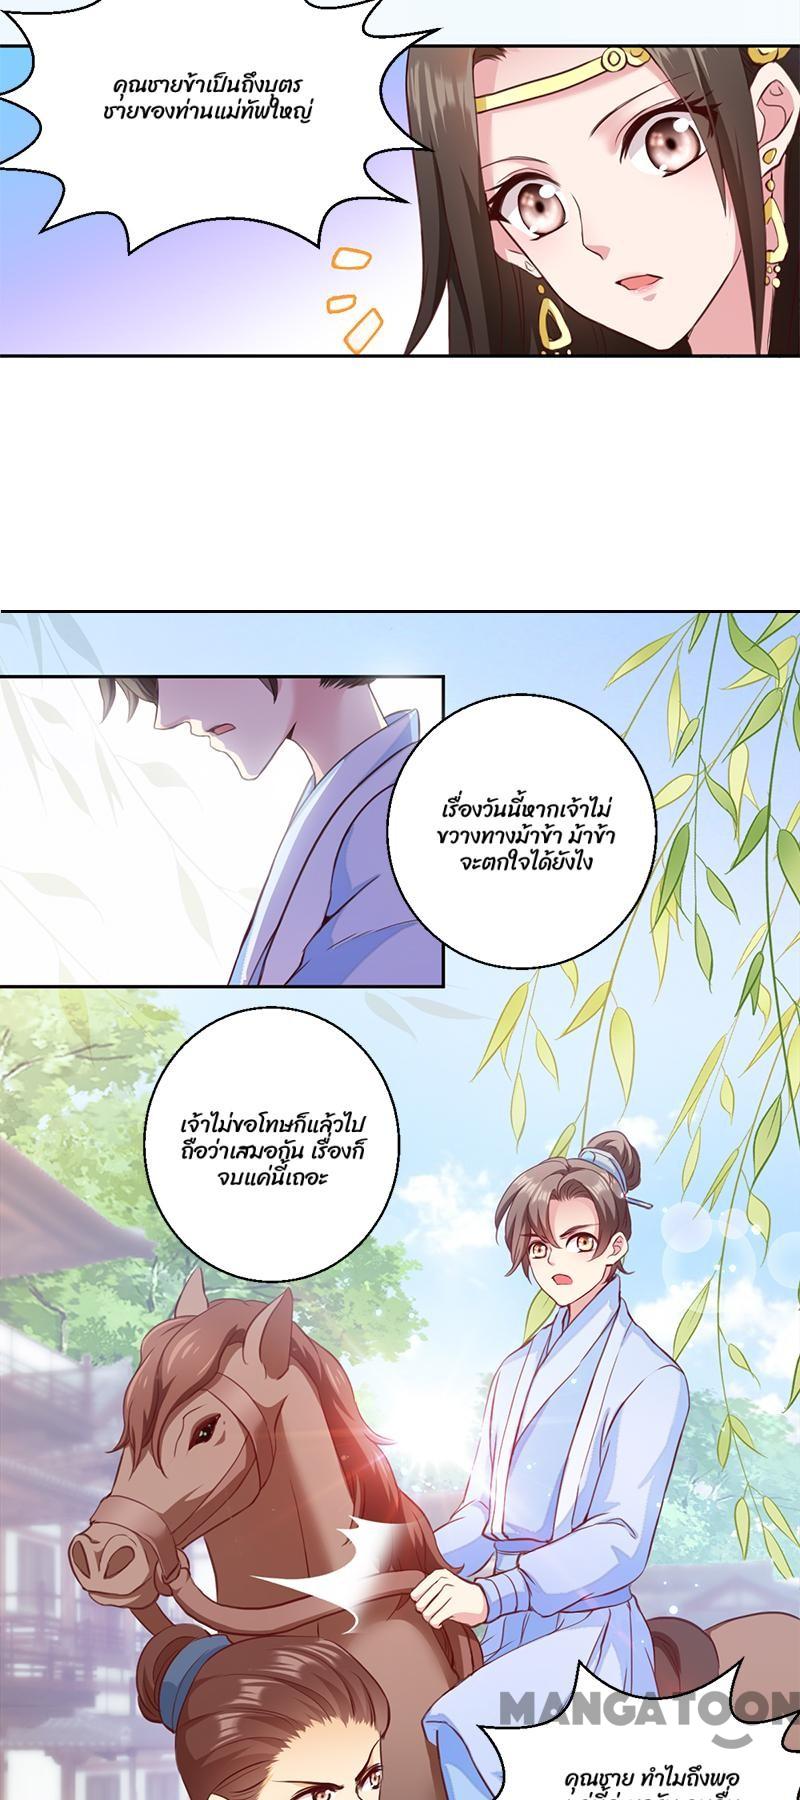 คุณชายข้าเป็นถึงบุตร
ชายของท่านแม่ทัพใหญ่
เรื่องวันนี้หากเจ้าไม่
ขวางทางม้าข้า ม้าข้า
จะตกใจได้ยังไง
เจ้าไม่ขอโทษก็แล้วไป
ถือว่าเสมอกัน เรื่องก็
จบแค่นี้เถอะ
MANGATOON
คุณชาย ทำไมถึงพอ